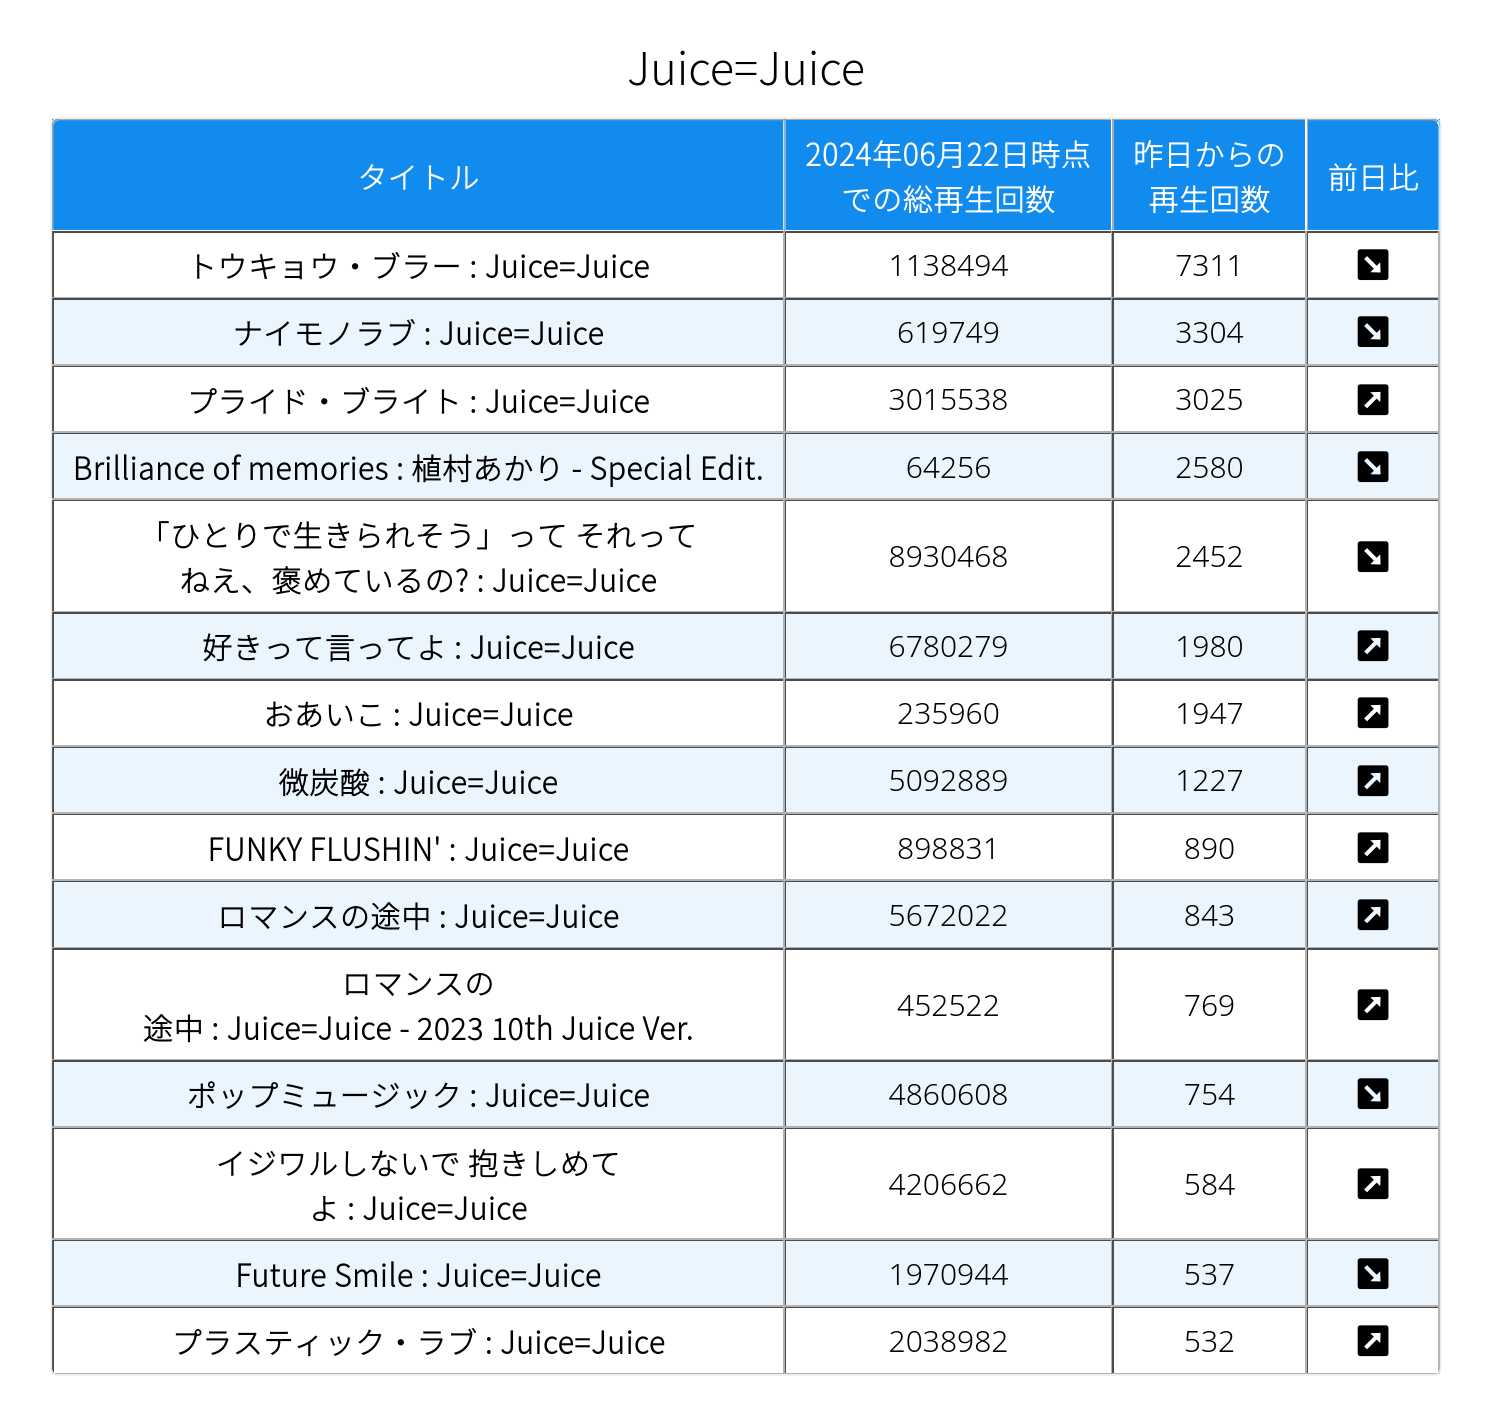 Juice=Juice
タイトル
2024年06月22日時点
での総再生回数
昨日からの
再生回数
前日比
トウキョウ・ブラー : Juice=Juice 1138494 7311
ナイモノラブ : Juice=Juice 619749 3304
プライド・ブライト : Juice=Juice 3015538 3025
Brilliance of memories : 植村あかり - Special Edit. 64256 2580
「ひとりで生きられそう」って それって
ねえ、褒めているの? : Juice=Juice 8930468 2452
好きって言ってよ : Juice=Juice 6780279 1980
おあいこ : Juice=Juice 235960 1947
微炭酸 : Juice=Juice 5092889 1227
FUNKY FLUSHIN' : Juice=Juice 898831 890
ロマンスの途中 : Juice=Juice 5672022 843
ロマンスの
途中 : Juice=Juice - 2023 10th Juice Ver. 452522 769
ポップミュージック : Juice=Juice 4860608 754
イジワルしないで 抱きしめて
よ : Juice=Juice 4206662 584
Future Smile : Juice=Juice 1970944 537
プラスティック・ラブ : Juice=Juice 2038982 532